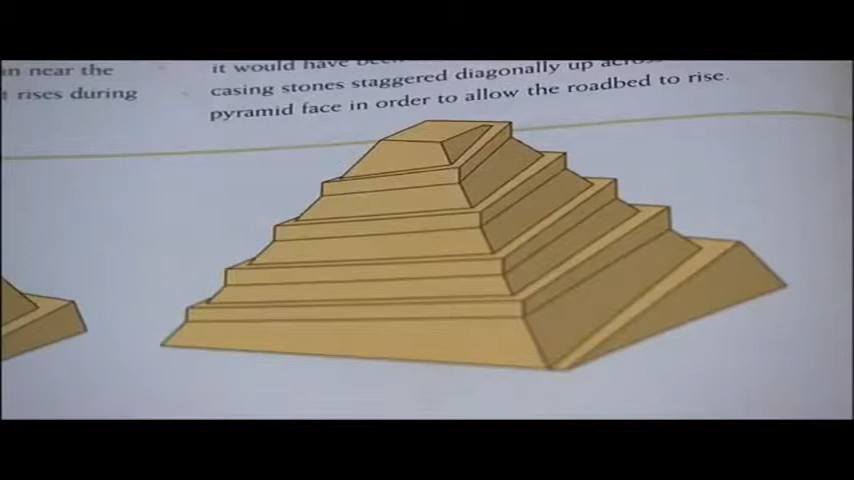 in near the
rises during
it would have
casing stones staggered diagonally up across
pyramid face in order to allow the roadbed to rise.